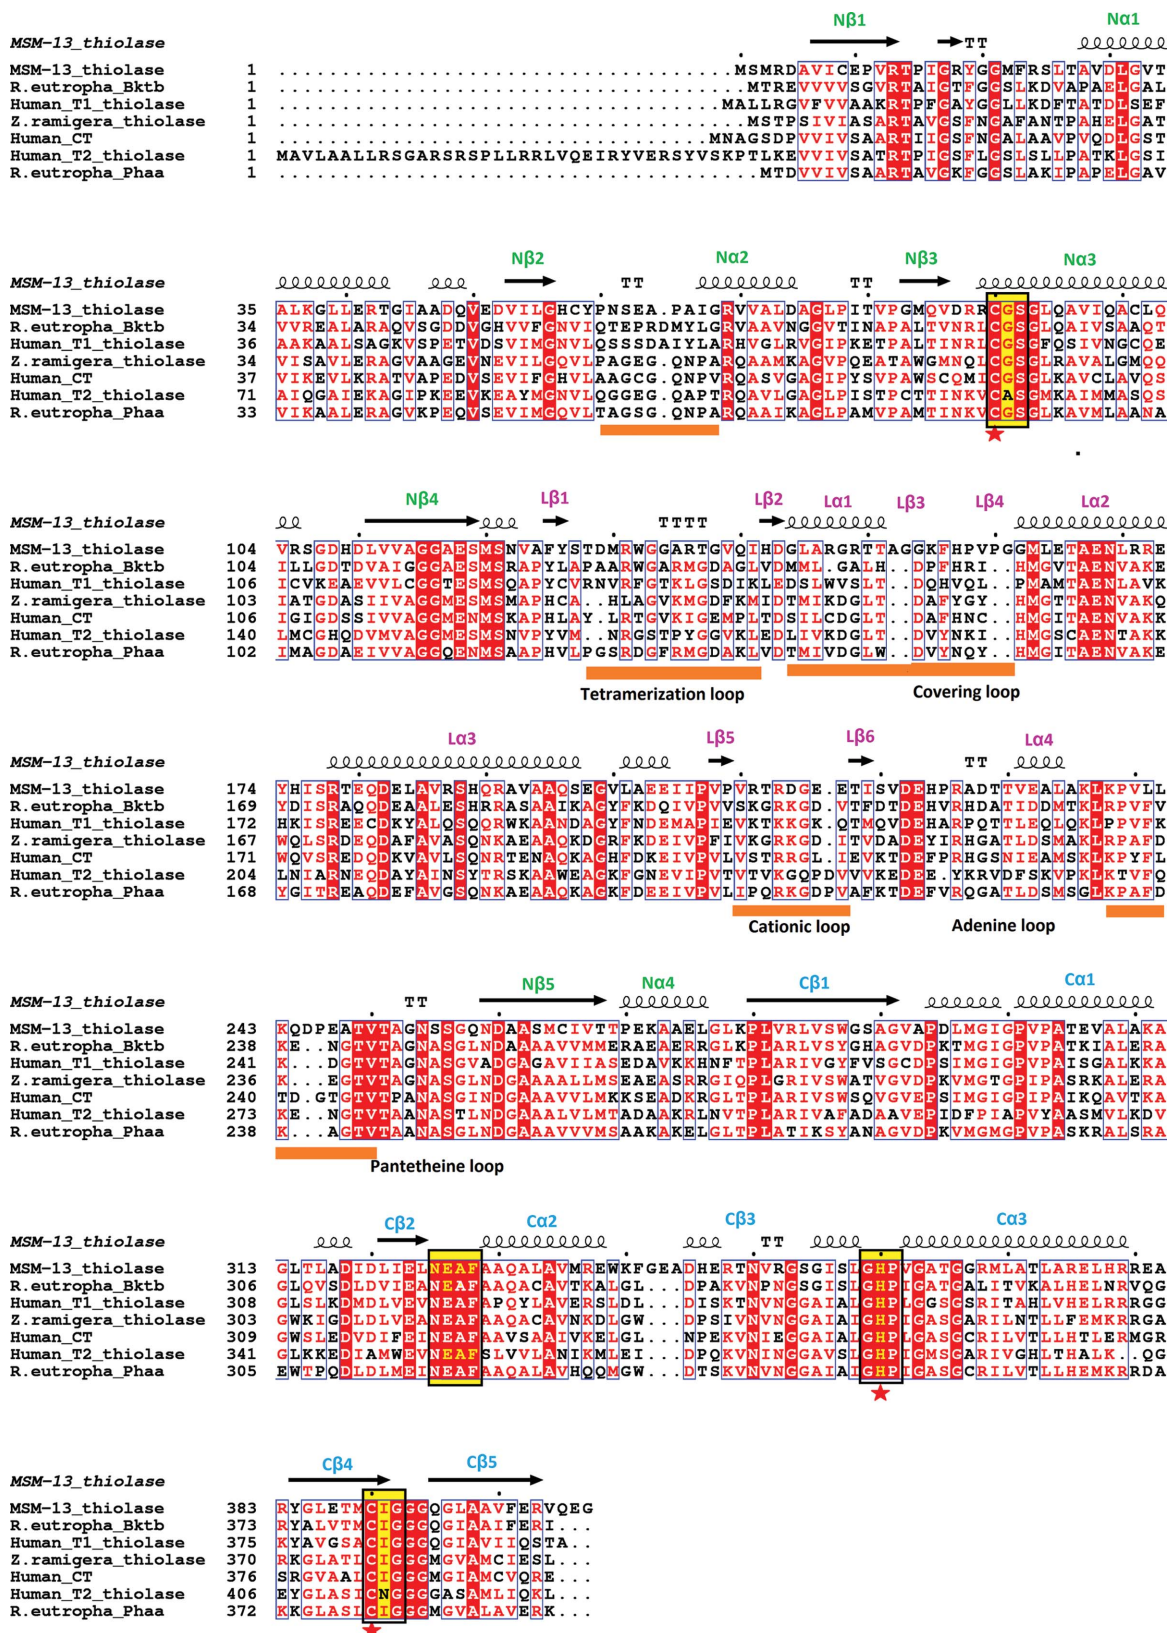 Nβ1 Nα1
MSM−13_thiolase TT
MSM−13_thiolase 1 ....................................MSMRDAVICEPVRTPIGRYGGMFRSLTAVDLGVT
R.eutropha_Bktb 1 .....................................MTREVVVVSGVRTAIGTFGGSLKDVAPAELGAL
Human_T1_thiolase 1 ...................................MALLRGVFVVAAKRTPFGAYGGLLKDFTATDLSEF
Z.ramigera_thiolase 1 .....................................MSTPSIVIASARTAVGSFNGAFANTPAHELGAT
Human_CT 1 ..................................MNAGSDPVVIVSAARTIIGSFNGALAAVPVQDLGST
Human_T2_thiolase 1 MAVLAALLRSGARSRSPLLRRLVQEIRYVERSYVSKPTLKEVVIVSATRTPIGSFLGSLSLLPATKLGSI
R.eutropha_Phaa 1 ......................................MTDVVIVSAARTAVGKFGGSLAKIPAPELGAV
Nβ2 Nα2 Nβ3 Nα3
MSM−13_thiolase TT TT
MSM−13_thiolase 35 ALKGLLERTGIAADQVEDVILGHCYPNSEA.PAIGRVVALDAGLPITVPGMQVDRRCGSGLQAVIQACLQ
R.eutropha_Bktb 34 VVREALARAQVSGDDVGHVVFGNVIQTEPRDMYLGRVAAVNGGVTINAPALTVNRLCGSGLQAIVSAAQT
Human_T1_thiolase 36 AAKAALSAGKVSPETVDSVIMGNVLQSSSDAIYLARHVGLRVGIPKETPALTINRLCGSGFQSIVNGCQE
Z.ramigera_thiolase 34 VISAVLERAGVAAGEVNEVILGQVLPAGEG.QNPARQAAMKAGVPQEATAWGMNQLCGSGLRAVALGMQQ
Human_CT 37 VIKEVLKRATVAPEDVSEVIFGHVLAAGCG.QNPVRQASVGAGIPYSVPAWSCQMICGSGLKAVCLAVQS
Human_T2_thiolase 71 AIQGAIEKAGIPKEEVKEAYMGNVLQGGEG.QAPTRQAVLGAGLPISTPCTTINKVCASGMKAIMMASQS
R.eutropha_Phaa 33 VIKAALERAGVKPEQVSEVIMGQVLTAGSG.QNPARQAAIKAGLPAMVPAMTINKVCGSGLKAVMLAANA
Nβ4 Lβ1 Lβ2 Lα1 Lβ3 Lβ4 Lα2
MSM−13_thiolase TTTT
MSM−13_thiolase 104 VRSGDHDLVVAGGAESMSNVAFYSTDMRWGGARTGVQIHDGLARGRTTAGGKFHPVPGGMLETAENLRRE
R.eutropha_Bktb 104 ILLGDTDVAIGGGAESMSRAPYLAPAARWGARMGDAGLVDMMLGALH..DPFHRI..HMGVTAENVAKE
Human_T1_thiolase 106 ICVKEAEVVLCGGTESMSQAPYCVRNVRFGTKLGSDIKLEDSLWVSLT..DQHVQL..PMAMTAENLAVK
Z.ramigera_thiolase 103 IATGDASIIVAGGMESMSMAPHCA..HLAGVKMGDFKMIDTMIKDGLT..DAFYGY..HMGTTAENVAKQ
Human_CT 106 IGIGDSSIVVAGGMENMSKAPHLAY.LRTGVKIGEMPLTDSILCDGLT..DAFHNC..HMGITAENVAKK
Human_T2_thiolase 140 LMCGHQDVMVAGGMESMSNVPYVM..NRGSTPYGGVKLEDLIVKDGLT..DVYNKI..HMGSCAENTAKK
R.eutropha_Phaa 102 IMAGDAEIVVAGGQENMSAAPHVLPGSRDGFRMGDAKLVDTMIVDGLW..DVYNQY..HMGITAENVAKE
Tetramerization loop Covering loop
Lα3 Lβ5 Lβ6 Lα4
MSM−13_thiolase TT
MSM−13_thiolase 174 YHISRTEQDELAVRSHQRAVAAQSEGVLAEEIIPVPVRTRDGE.ETISVDEHPRADTTVEALAKLKPVLL
R.eutropha_Bktb 169 YDISRAQQDEAALESHRRASAAIKAGYFKDQIVPVVSKGRKGD.VTFDTDEHVRHDATIDDMTKLRPVFV
Human_T1_thiolase 172 HKISREECDKYALQSQQRWKAANDAGYFNDEMAPIEVKTKKGK.QTMQVDEHARPQTTLEQLQKLPPVFK
Z.ramigera_thiolase 167 WQLSRDEQDAFAVASQNKAEAAQKDGRFKDEIVPFIVKGRKGD.ITVDADEYIRHGATLDSMAKLRPAFD
Human_CT 171 WQVSREDQDKVAVLSQNRTENAQKAGHFDKEIVPVLVSTRRGL.IEVKTDEFPRHGSNIEAMSKLKPYFL
Human_T2_thiolase 204 LNIARNEQDAYAINSYTRSKAAWEAGKFGNEVIPVTVTVKGQPDVVVKEDEE.YKRVDFSKVPKLKTVFQ
R.eutropha_Phaa 168 YGITREAQDEFAVGSQNKAEAAQKAGKFDEEIVPVLIPQRKGDPVAFKTDEFVRQGATLDSMSGLKPAFD
Cationic loop Adenine loop
Nβ5 Nα4 Cβ1 Cα1
MSM−13_thiolase TT
MSM−13_thiolase 243 KQDPEATVTAGNSSGQNDAASMCIVTTPEKAAELGLKPLVRLVSWGSAGVAPDLMGIGPVPATEVALAKA
R.eutropha_Bktb 238 KE..NGTVTAGNASGLNDAAAAVVMMERAEAERRGLKPLARLVSYGHAGVDPKTMGIGPVPATKIALERA
Human_T1_thiolase 241 K...DGTVTAGNASGVADGAGAVIIASEDAVKKHNFTPLARIVGYFVSGCDPSIMGIGPVPAISGALKKA
Z.ramigera_thiolase 236 K...EGTVTAGNASGLNDGAAAALLMSEAEASRRGIQPLGRIVSWATVGVDPKVMGTGPIPASRKALERA
Human_CT 240 TD.GTGTVTPANASGINDGAAAVVLMKKSEADKRGLTPLARIVSWSQVGVEPSIMGIGPIPAIKQAVTKA
Human_T2_thiolase 273 KE..NGTVTAANASTLNDGAAALVLMTADAAKRLNVTPLARIVAFADAAVEPIDFPIAPVYAASMVLKDV
R.eutropha_Phaa 238 K...AGTVTAANASGLNDGAAAVVVMSAAKAKELGLTPLATIKSYANAGVDPKVMGMGPVPASKRALSRA
Pantetheine loop
Cβ2 Cα2 Cβ3 Cα3
MSM−13_thiolase TT
MSM−13_thiolase 313 GLTLADIDLIELNEAFAAQALAVMREWKFGEADHERTNVRGSGISLGHPVGATGGRMLATLARELHRREA
R.eutropha_Bktb 306 GLQVSDLDVIEANEAFAAQACAVTKALGL...DPAKVNPNGSGISLGHPIGATGALITVKALHELNRVQG
Human_T1_thiolase 308 GLSLKDMDLVEVNEAFAPQYLAVERSLDL...DISKTNVNGGAIALGHPLGGSGSRITAHLVHELRRRGG
Z.ramigera_thiolase 303 GWKIGDLDLVEANEAFAAQACAVNKDLGW...DPSIVNVNGGAIAIGHPIGASGARILNTLLFEMKRRGA
Human_CT 309 GWSLEDVDIFEINEAFAAVSAAIVKELGL...NPEKVNIEGGAIALGHPLGASGCRILVTLLHTLERMGR
Human_T2_thiolase 341 GLKKEDIAMWEVNEAFSLVVLANIKMLEI...DPQKVNINGGAVSLGHPIGMSGARIVGHLTHALK..QG
R.eutropha_Phaa 305 EWTPQDLDLMEINEAFAAQALAVHQQMGW...DTSKVNVNGGAIAIGHPIGASGCRILVTLLHEMKRRDA
Cβ4 Cβ5
MSM−13_thiolase
MSM−13_thiolase 383 RYGLETMCIGGGQGLAAVFERVQEG
R.eutropha_Bktb 373 RYALVTMCIGGGQGIAAIFERI...
Human_T1_thiolase 375 KYAVGSACIGGGQGIAVIIQSTA..
Z.ramigera_thiolase 370 RKGLATLCIGGGMGVAMCIESL...
Human_CT 376 SRGVAALCIGGGMGIAMCVQRE...
Human_T2_thiolase 406 EYGLASICNGGGGASAMLIQKL...
R.eutropha_Phaa 372 KKGLASLCIGGGMGVALAVERK...